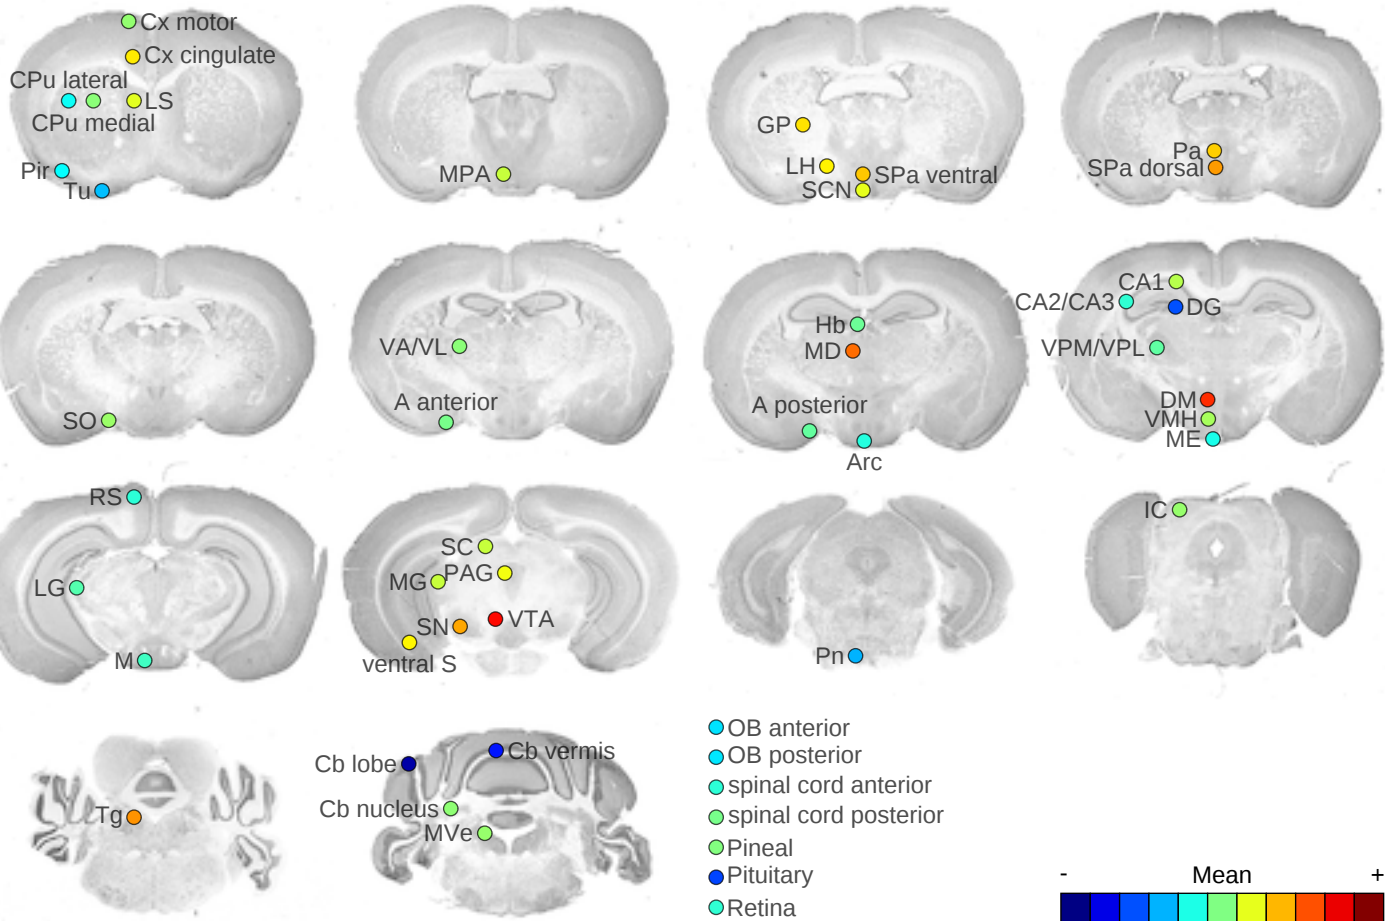 Cx motor
Cx cingulate
CPu lateral
LS
CPu medial
Pir
Tu
MPA
GP
LH
SPa ventral
SCN
Pa
SPa dorsal
SO
VA/VL
A anterior
Hb
MD
A posterior
Arc
CA1
CA2/CA3
DG
VPM/VPL
DM
VMH
ME
RS
LG
M
SC
PAG
MG
SN
VTA
ventral S
Pn
IC
Tg
Cb lobe
Cb vermis
Cb nucleus
MVe
OB anterior
OB posterior
spinal cord anterior
spinal cord posterior
Pineal
Pituitary
Retina
- Mean +